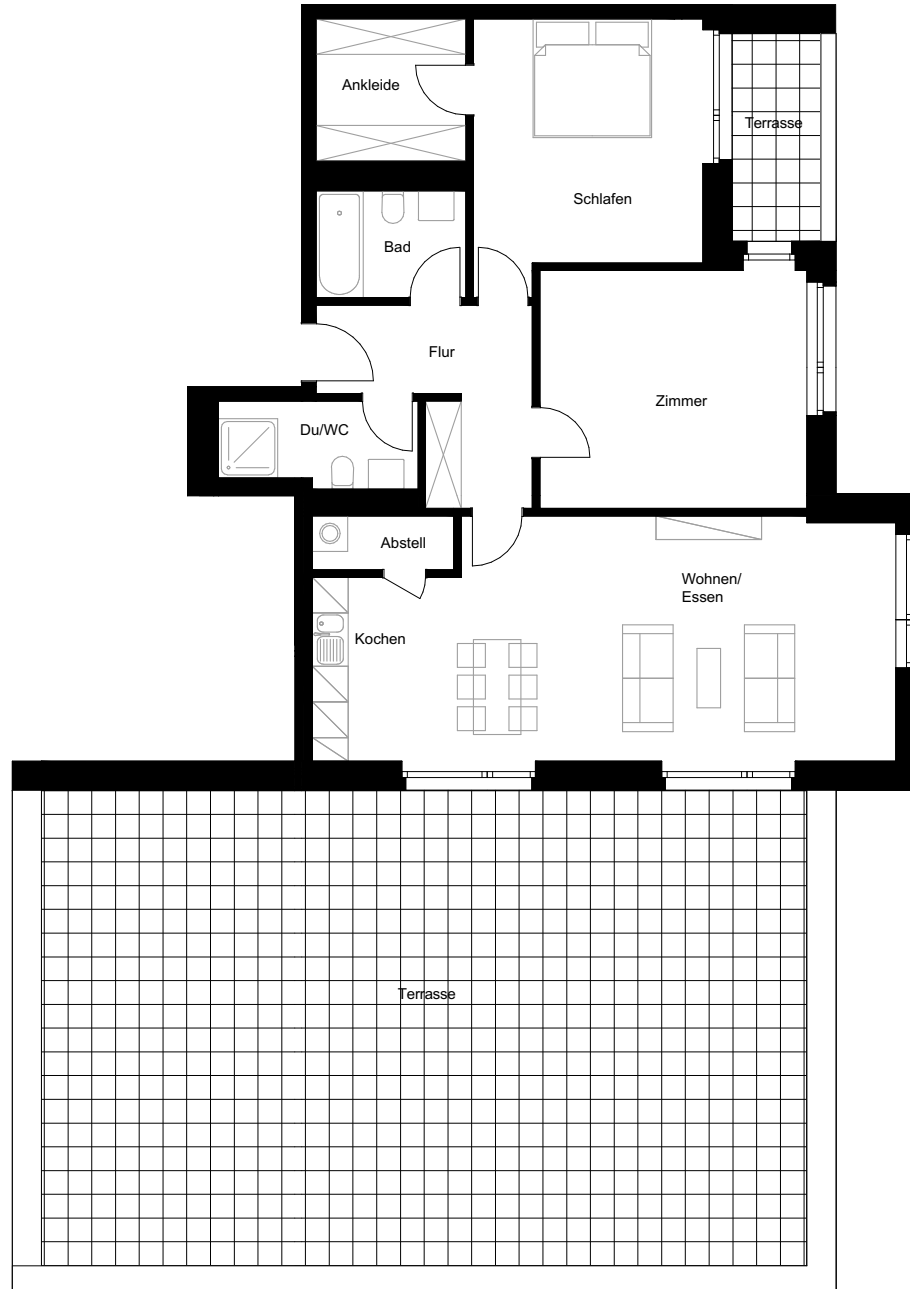 Ankleide
Terrasse
Schlafen
Bad
Flur
Zimmer
Du/WC
Abstell
Wohnen/
Essen
Kochen
Terrasse